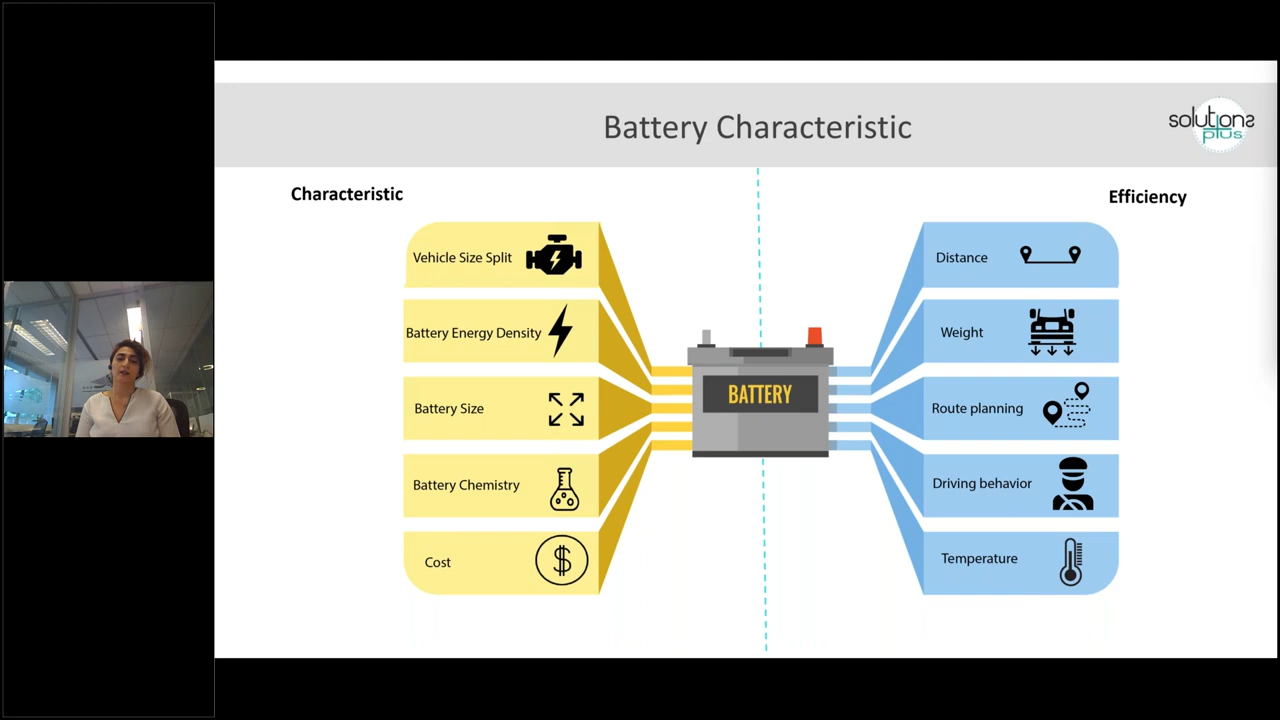 Battery Characteristic
solutions
plus
Characteristic
Efficiency
Vehicle Size Split
Battery Energy Density
Battery Size
Battery Chemistry
Cost
BATTERY
Distance
Weight
Route planning
Driving behavior
Temperature